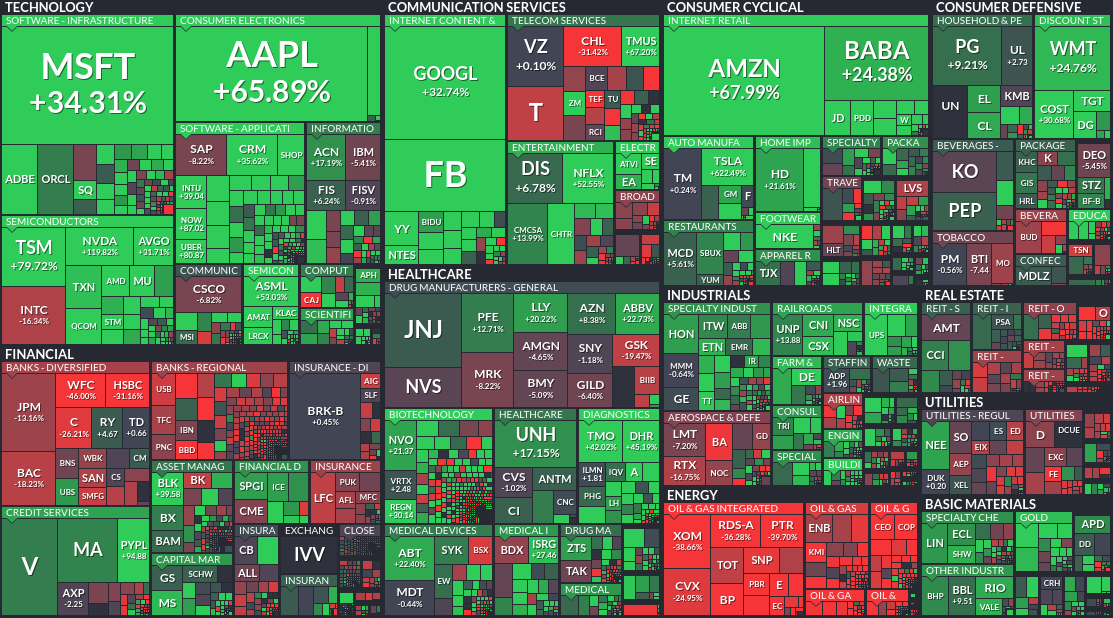 TECHNOLOGY
SOFTWARE - INFRASTRUCTURE
MSFT
+34.31%
ADBE
ORCL
SQ
CONSUMER ELECTRONICS
AAPL
+65.89%
SOFTWARE - APPLICATI
SAP
-8.22%
CRM
+35.62%
SHOP
INTU
+39.04
NOW
+87.02
UBER
+80.87
INFORMATIO
ACN
+17.19%
IBM
-5.41%
FIS
+6.24%
FISV
-0.91%
SEMICONDUCTORS
TSM
+79.72%
NVDA
+119.82%
AVGO
+31.71%
INTC
-16.34%
TXN
AMD
MU
QCOM
STM
COMMUNIC
CSCO
-6.82%
MSI
SEMICON
ASML
+53.03%
AMAT
KLAC
LRCX
COMPUT
CAJ
APH
SCIENTIFI
COMMUNICATION SERVICES
INTERNET CONTENT &
GOOGL
+32.74%
FB
YY
BIDU
NTES
TELECOM SERVICES
VZ
+0.10%
CHL
-31.42%
TMUS
+67.20%
T
BCE
ZM
TEF
TU
RCI
ENTERTAINMENT
DIS
+6.78%
NFLX
+52.55%
CMCSA
+13.99%
CHTR
ELECTR
ATVI
SE
EA
BROAD
CONSUMER CYCLICAL
INTERNET RETAIL
AMZN
+67.99%
BABA
+24.38%
JD
PDD
W
AUTO MANUFA
TM
+0.24%
TSLA
+622.49%
GM
F
HOME IMP
HD
+21.61%
SPECIALTY
PACKA
TRAVE
LVS
HLT
RESTAURANTS
MCD
+5.61%
SBUX
YUM
FOOTWEAR
NKE
APPAREL R
TJX
CONSUMER DEFENSIVE
HOUSEHOLD & PE
PG
+9.21%
UL
+2.73
UN
EL
KMB
CL
DISCOUNT ST
WMT
+24.76%
COST
+30.68%
TGT
DG
BEVERAGES -
KO
PEP
PACKAGE
KHC
K
GIS
HRL
DEO
-5.45%
STZ
BF-B
TOBACCO
PM
-0.56%
BTI
-7.44
MO
BEVERA
BUD
EDUCA
TSN
CONFEC
MDLZ
FINANCIAL
BANKS - DIVERSIFIED
JPM
-13.16%
WFC
-46.00%
HSBC
-31.16%
C
-26.21%
RY
+4.67
TD
+0.66
BAC
-18.23%
BNS
WBK
CM
SAN
CS
UBS
SMFG
BANKS - REGIONAL
USB
TFC
IBN
PNC
BBD
INSURANCE - DI
BRK-B
+0.45%
AIG
SLF
ASSET MANAG
BLK
+39.58
BK
BX
BAM
FINANCIAL D
SPGI
ICE
CME
INSURANCE
LFC
PUK
AFL
MFC
CREDIT SERVICES
V
MA
PYPL
+94.88
AXP
-2.25
CAPITAL MAR
GS
SCHW
MS
INSURA
CB
ALL
EXCHAN
IVV
INSURAN
CLOSE
HEALTHCARE
DRUG MANUFACTURERS - GENERAL
JNJ
NVS
PFE
+12.71%
LLY
+20.22%
AZN
+8.38%
ABBV
+22.73%
MRK
-8.22%
AMGN
-4.65%
SNY
-1.18%
GSK
-19.47%
BMY
-5.09%
GILD
-6.40%
BIIB
BIOTECHNOLOGY
NVO
+21.37
VRTX
+2.48
REGN
+30.54
HEALTHCARE
UNH
+17.15%
CVS
-1.02%
ANTM
CI
CNC
DIAGNOSTICS
TMO
+42.02%
DHR
+45.19%
ILMN
+1.81
IQV
A
PHG
LH
MEDICAL DEVICES
ABT
+22.40%
SYK
BSX
MDT
-0.44%
EW
MEDICAL I
BDX
ISRG
+27.46
DRUG MA
ZTS
TAK
MEDICAL
INDUSTRIALS
SPECIALTY INDUST
HON
ITW
ABB
ETN
EMR
MMM
-0.64%
IR
GE
TT
RAILROADS
UNP
+13.88
CNI
NSC
CSX
INTEGRA
UPS
FARM &
DE
STAFFIN
ADP
+1.96
WASTE
AEROSPACE & DEFE
LMT
-7.20%
BA
GD
RTX
-16.75%
NOC
CONSUL
TRI
AIRLIN
ENGIN
SPECIAL
BUILDI
REAL ESTATE
REIT - S
AMT
CCI
REIT - I
PSA
REIT - O
O
REIT -
REIT -
REIT -
UTILITIES
UTILITIES - REGUL
NEE
SO
ES
ED
EIX
AEP
DUK
+0.20
XEL
UTILITIES
D
DCUE
EXC
FE
ENERGY
OIL & GAS INTEGRATED
XOM
-38.66%
RDS-A
-36.28%
PTR
-39.70%
CVX
-24.95%
TOT
SNP
BP
PBR
E
EC
OIL & GAS
ENB
KMI
OIL & G
CEO
COP
OIL & GA
OIL &
BASIC MATERIALS
SPECIALTY CHE
LIN
ECL
SHW
GOLD
APD
DD
OTHER INDUSTR
BHP
BBL
+9.51
RIO
VALE
CRH